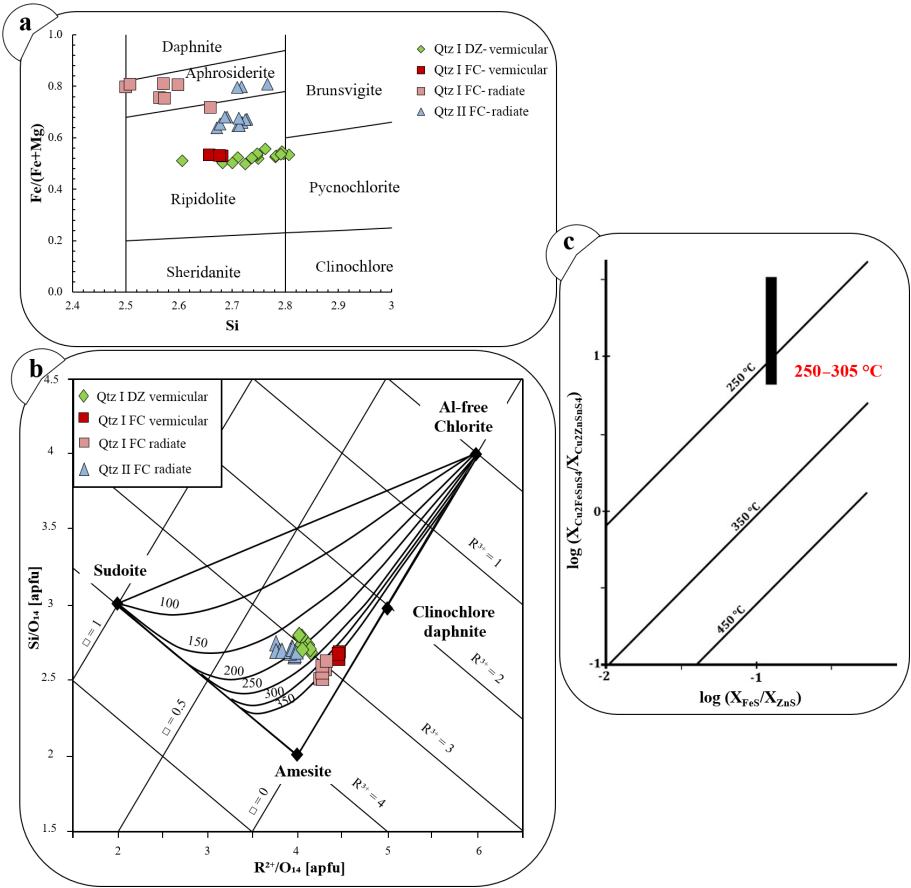 a
1.0
0.8
0.6
0.4
0.2
0.0
Fe/(Fe+Mg)
2.4
2.5
2.6
2.7
2.8
2.9
3
Si
Daphnite
Aphrosiderite
Brunsvigite
Ripidolite
Pycnochlorite
Sheridanite
Clinochlore
Qtz I DZ- vermicular
Qtz I FC- vermicular
Qtz I FC- radiate
Qtz II FC- radiate
b
4.5
4
3.5
3
2.5
2
1.5
Si/O₁₄ [apfu]
2
3
4
5
6
R²⁺/O₁₄ [apfu]
Qtz I DZ vermicular
Qtz I FC vermicular
Qtz I FC radiate
Qtz II FC radiate
Al-free
Chlorite
Sudoite
Clinochlore
daphnite
Amesite
100
150
200
250
300
350
R³⁺ = 1
R³⁺ = 2
R³⁺ = 3
R³⁺ = 4
□ = 1
□ = 0.5
□ = 0
c
1
0
-1
log (X_Cu2FeSnS4/X_Cu2ZnSnS4)
-2
-1
log (X_FeS/X_ZnS)
250 °C
350 °C
450 °C
250–305 °C